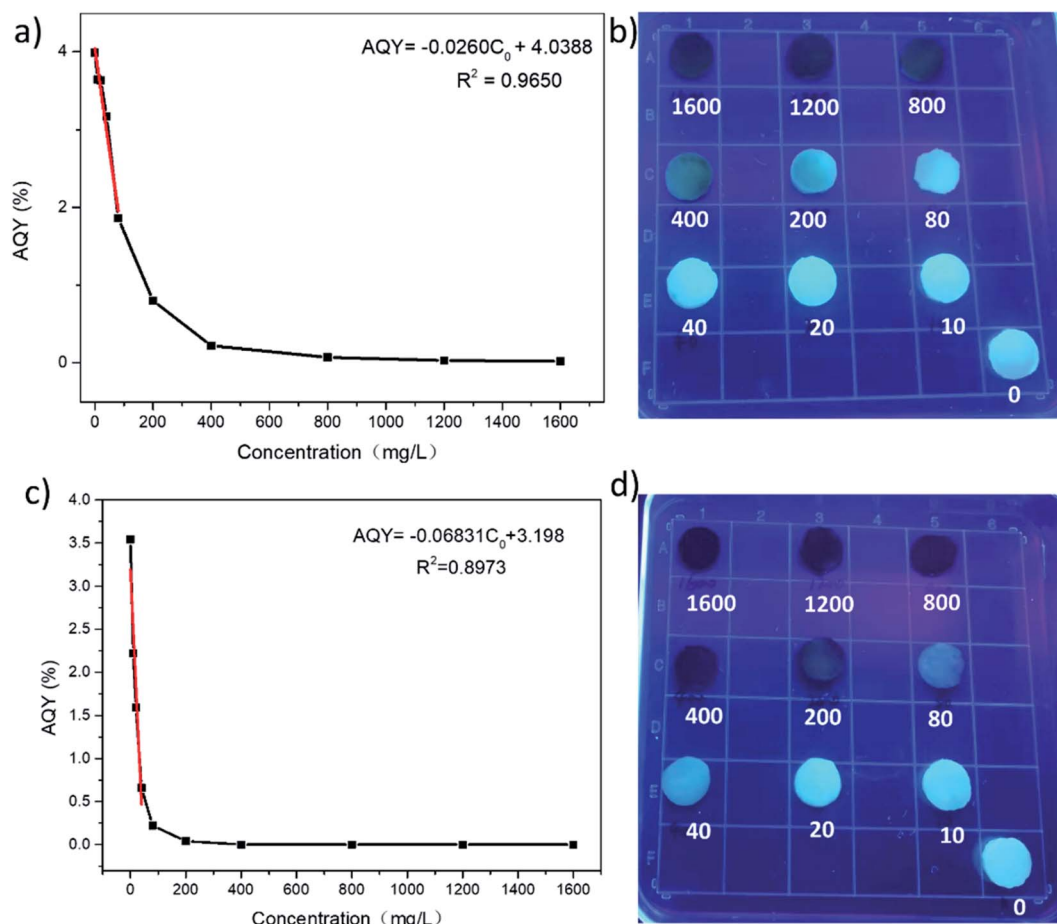 a)
AQY= -0.0260C₀ + 4.0388
R² = 0.9650
4
2
0
AQY (%)
0 200 400 600 800 1000 1200 1400 1600
Concentration（mg/L）
b)
1 3 5 6
A
1600 1200 800
B
C
400 200 80
D
E
40 20 10
F
0
c)
AQY= -0.06831C₀+3.198
R²=0.8973
4.0
3.5
3.0
2.5
2.0
1.5
1.0
0.5
0.0
AQY (%)
0 200 400 600 800 1000 1200 1400 1600
Concentration（mg/L）
d)
1 2 3 4 5 6
A
1600 1200 800
B
C
400 200 80
D
E
40 20 10
F
0